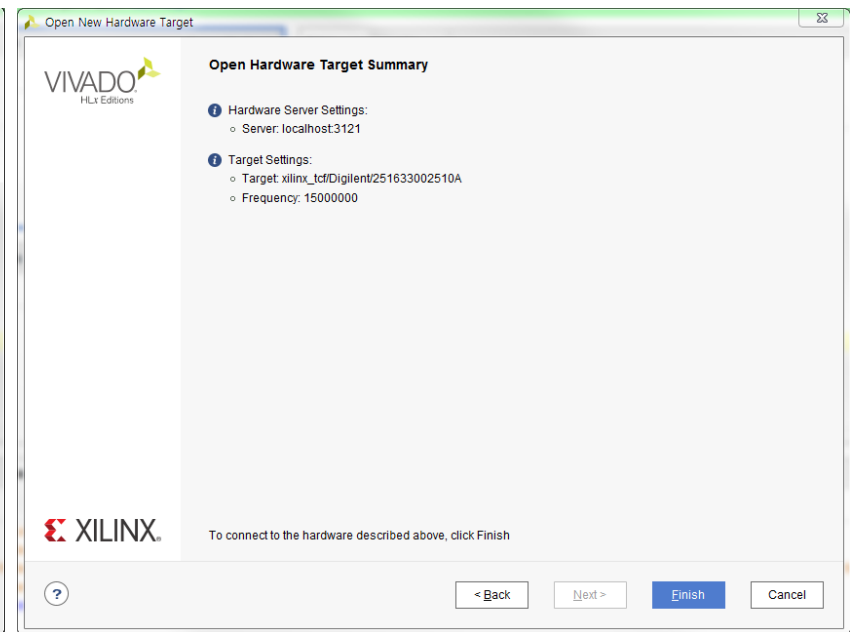 Open New Hardware Target
VIVADO
HLx Editions
Open Hardware Target Summary
Hardware Server Settings:
Server: localhost:3121
Target Settings:
Target: xilinx_tcf/Digilent/251633002510A
Frequency: 15000000
XILINX
To connect to the hardware described above, click Finish
?
< Back
Next >
Finish
Cancel